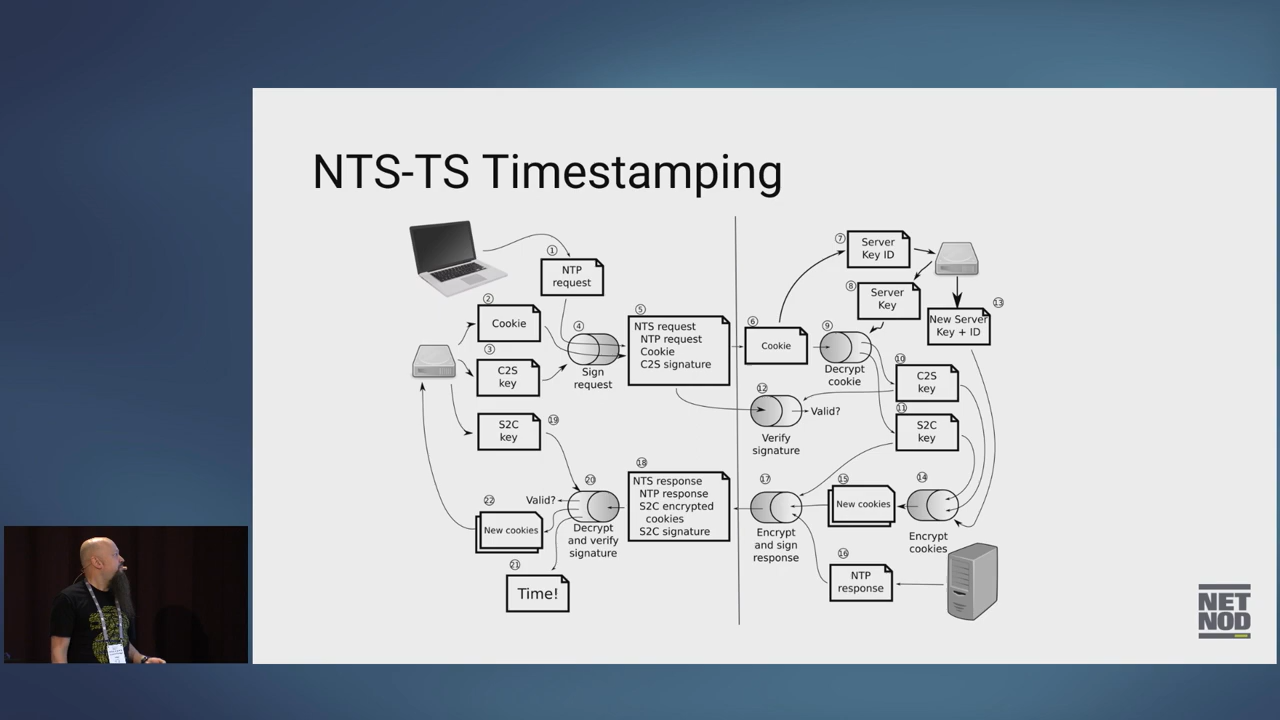 NTS-TS Timestamping
1
NTP
request
2
Cookie
3
C2S
key
4
Sign
request
5
NTS request
NTP request
Cookie
C2S signature
6
Cookie
7
Server
Key ID
8
Server
Key
9
Decrypt
cookie
10
C2S
key
11
S2C
key
12
Valid?
Verify
signature
13
New Server
Key + ID
14
Encrypt
cookies
15
New cookies
16
NTP
response
17
Encrypt
and sign
response
18
NTS response
NTP response
S2C encrypted
cookies
S2C signature
19
S2C
key
20
Valid?
Decrypt
and verify
signature
21
Time!
22
New cookies
NET
NOD